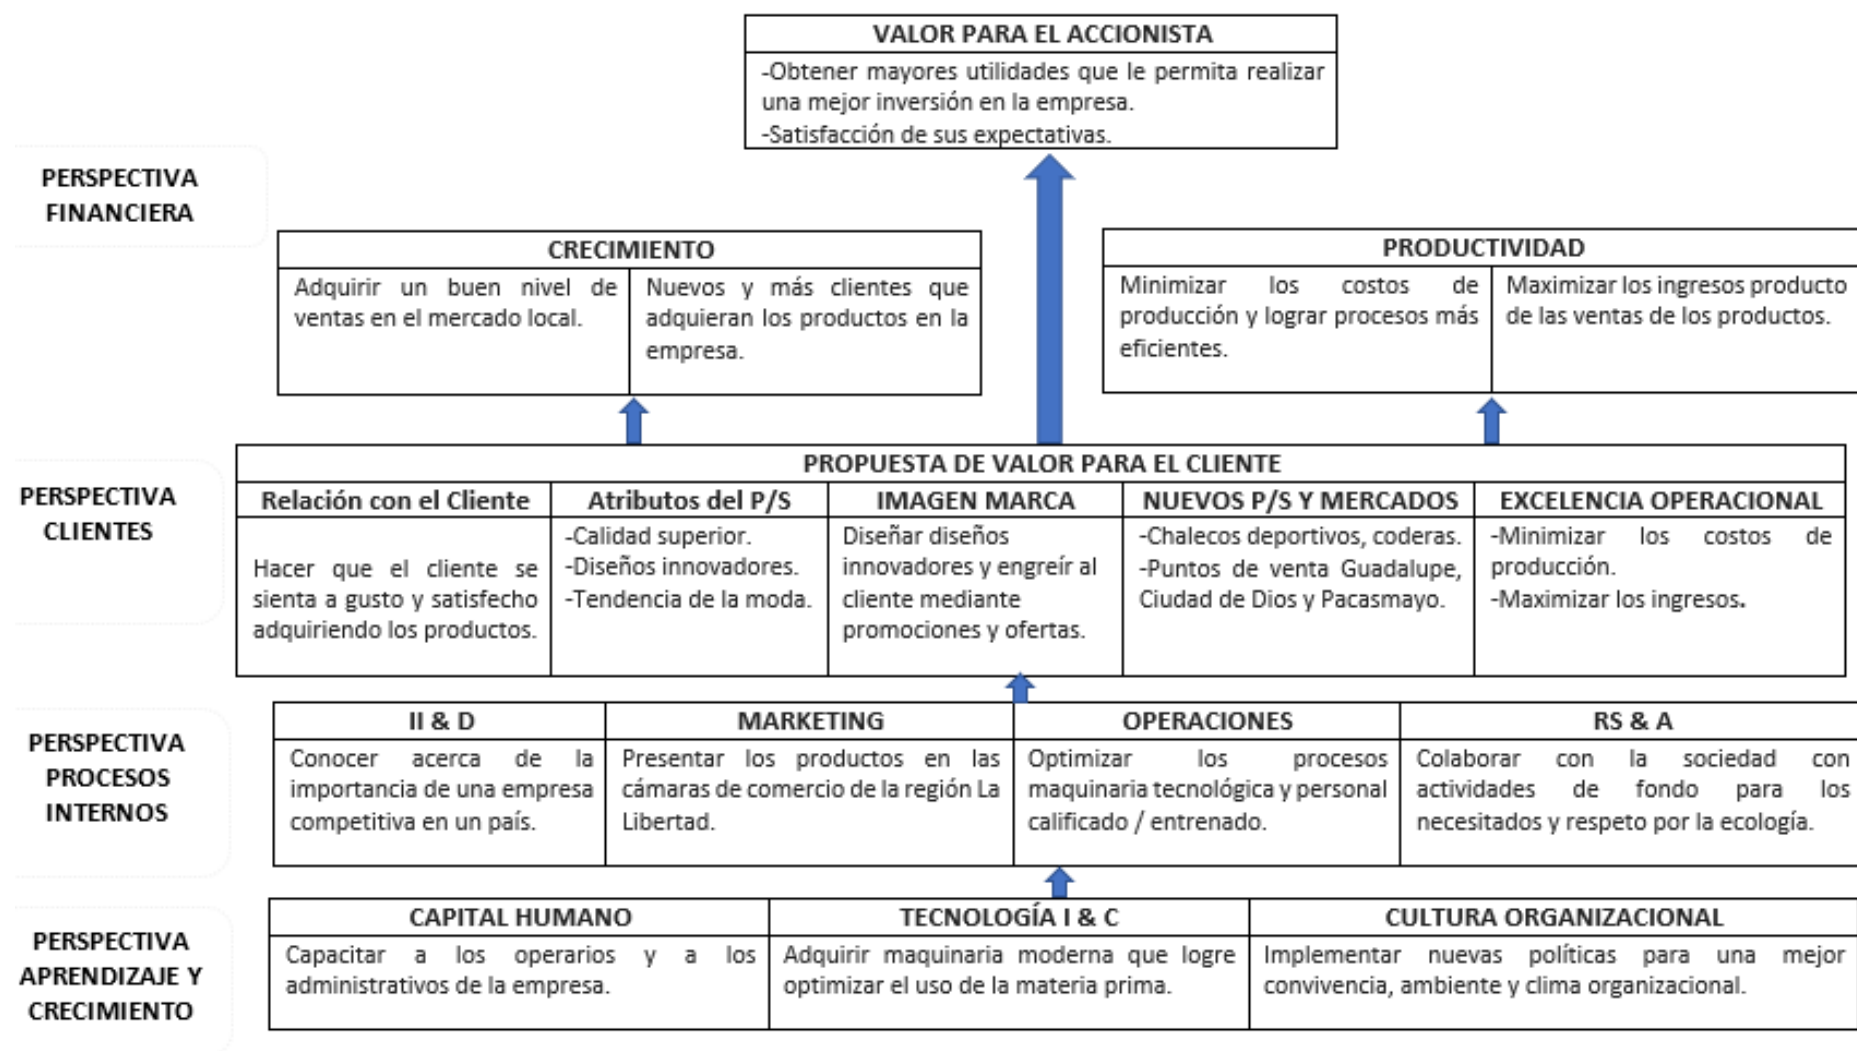 VALOR PARA EL ACCIONISTA
-Obtener mayores utilidades que le permita realizar
una mejor inversión en la empresa.
-Satisfacción de sus expectativas.
PERSPECTIVA
FINANCIERA
CRECIMIENTO
Adquirir un buen nivel de
ventas en el mercado local.
Nuevos y más clientes que
adquieran los productos en la
empresa.
PRODUCTIVIDAD
Minimizar los costos de
producción y lograr procesos más
eficientes.
Maximizar los ingresos producto
de las ventas de los productos.
PERSPECTIVA
CLIENTES
PROPUESTA DE VALOR PARA EL CLIENTE
Relación con el Cliente
Hacer que el cliente se
sienta a gusto y satisfecho
adquiriendo los productos.
Atributos del P/S
-Calidad superior.
-Diseños innovadores.
-Tendencia de la moda.
IMAGEN MARCA
Diseñar diseños
innovadores y engreír al
cliente mediante
promociones y ofertas.
NUEVOS P/S Y MERCADOS
-Chalecos deportivos, coderas.
-Puntos de venta Guadalupe,
Ciudad de Dios y Pacasmayo.
EXCELENCIA OPERACIONAL
-Minimizar los costos de
producción.
-Maximizar los ingresos.
PERSPECTIVA
PROCESOS
INTERNOS
II & D
Conocer acerca de la
importancia de una empresa
competitiva en un país.
MARKETING
Presentar los productos en las
cámaras de comercio de la región La
Libertad.
OPERACIONES
Optimizar los procesos
maquinaria tecnológica y personal
calificado / entrenado.
RS & A
Colaborar con la sociedad con
actividades de fondo para los
necesitados y respeto por la ecología.
PERSPECTIVA
APRENDIZAJE Y
CRECIMIENTO
CAPITAL HUMANO
Capacitar a los operarios y a los
administrativos de la empresa.
TECNOLOGÍA I & C
Adquirir maquinaria moderna que logre
optimizar el uso de la materia prima.
CULTURA ORGANIZACIONAL
Implementar nuevas políticas para una mejor
convivencia, ambiente y clima organizacional.